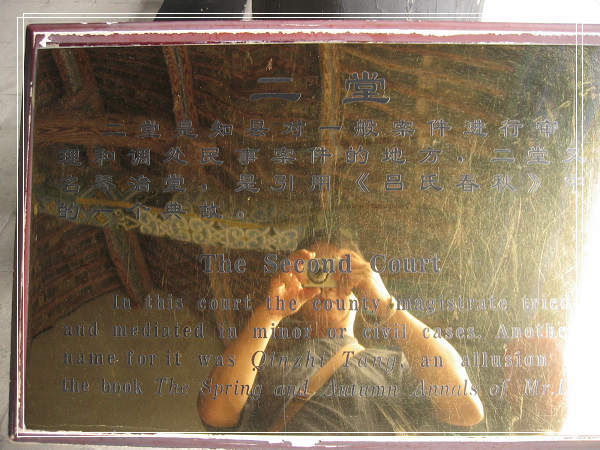 二堂
二堂是知县对一般案件进行审
理和调处民事案件的地方。二堂又
名琴治堂，是引用《吕氏春秋》中
的一个典故。
The Second Court
In this court the county magistrate tried
and mediated in minor or civil cases. Anothe
name for it was Qinzhi Tang, an allusion
the book The Spring and Autumn Annals of Mr.L